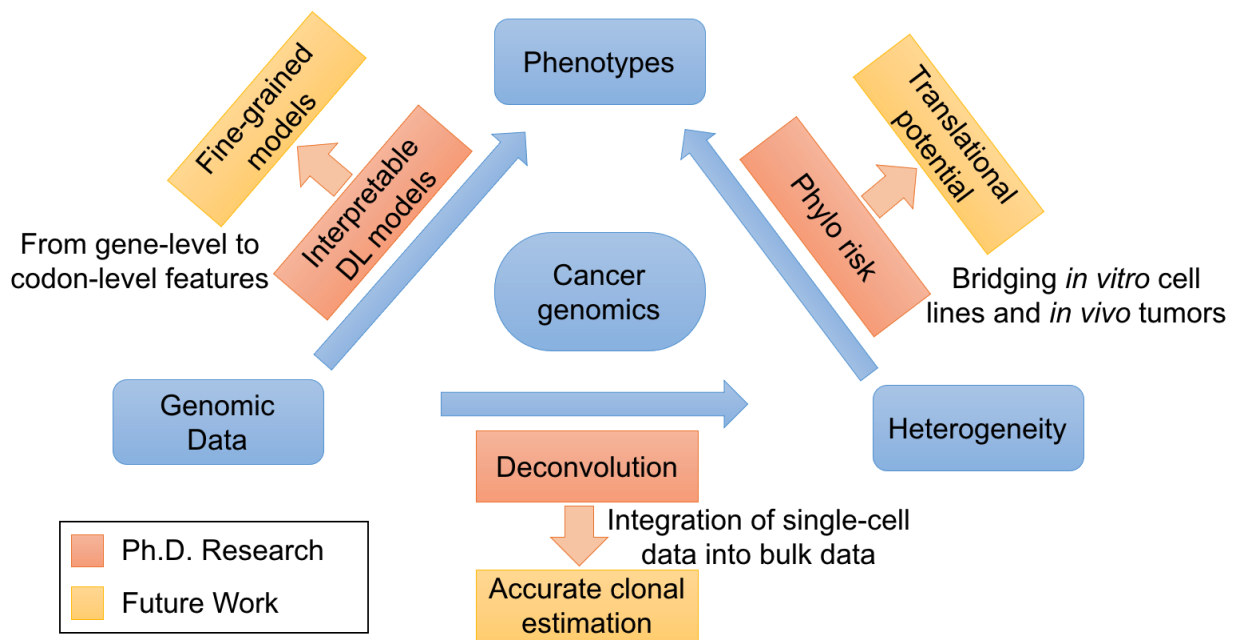 Phenotypes
Fine-grained
models
Interpretable
DL models
From gene-level to
codon-level features
Translational
potential
Phylo risk
Bridging in vitro cell
lines and in vivo tumors
Cancer
genomics
Genomic
Data
Heterogeneity
Deconvolution
Integration of single-cell
data into bulk data
Accurate clonal
estimation
Ph.D. Research
Future Work